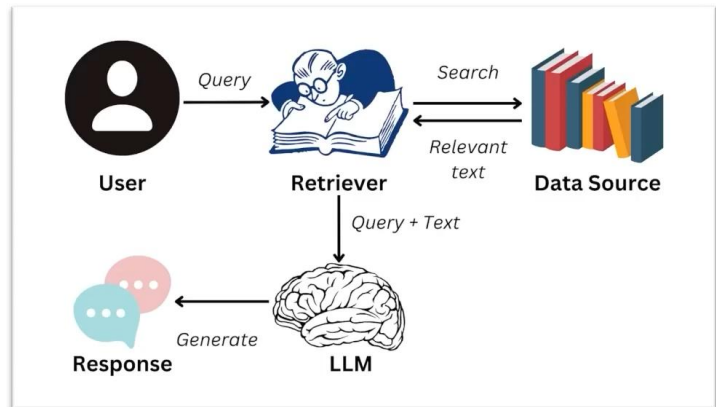 Query
Search
Relevant
text
User
Retriever
Data Source
Query + Text
Generate
Response
LLM